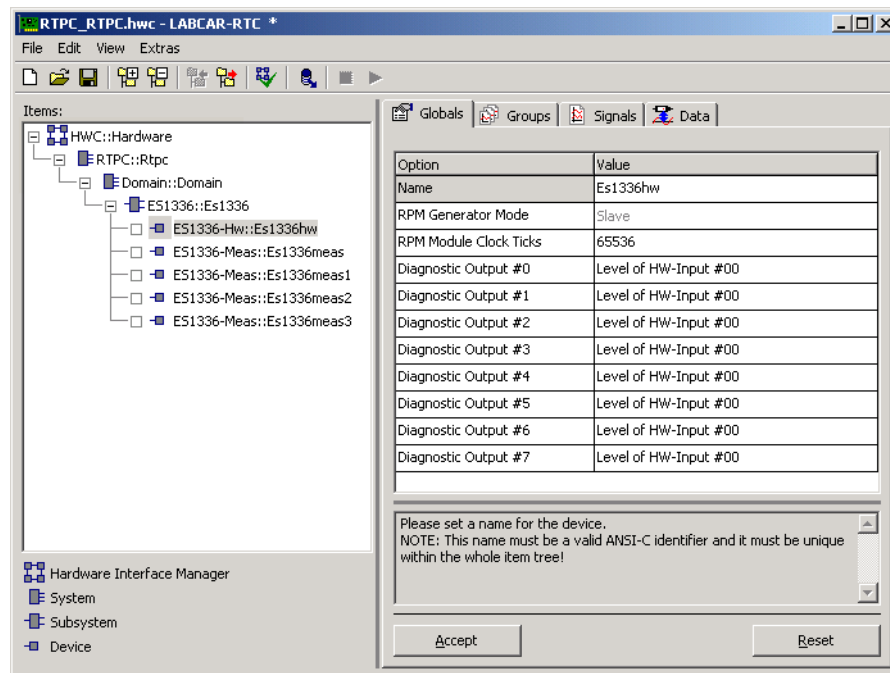 RTPC_RTPC.hwc - LABCAR-RTC *
File Edit View Extras
Items:
HWC::Hardware
RTPC::Rtpc
Domain::Domain
ES1336::Es1336
ES1336-Hw::Es1336hw
ES1336-Meas::Es1336meas
ES1336-Meas::Es1336meas1
ES1336-Meas::Es1336meas2
ES1336-Meas::Es1336meas3
Hardware Interface Manager
System
Subsystem
Device
Globals Groups Signals Data
Option Value
Name Es1336hw
RPM Generator Mode Slave
RPM Module Clock Ticks 65536
Diagnostic Output #0 Level of HW-Input #00
Diagnostic Output #1 Level of HW-Input #00
Diagnostic Output #2 Level of HW-Input #00
Diagnostic Output #3 Level of HW-Input #00
Diagnostic Output #4 Level of HW-Input #00
Diagnostic Output #5 Level of HW-Input #00
Diagnostic Output #6 Level of HW-Input #00
Diagnostic Output #7 Level of HW-Input #00
Please set a name for the device.
NOTE: This name must be a valid ANSI-C identifier and it must be unique
within the whole item tree!
Accept Reset